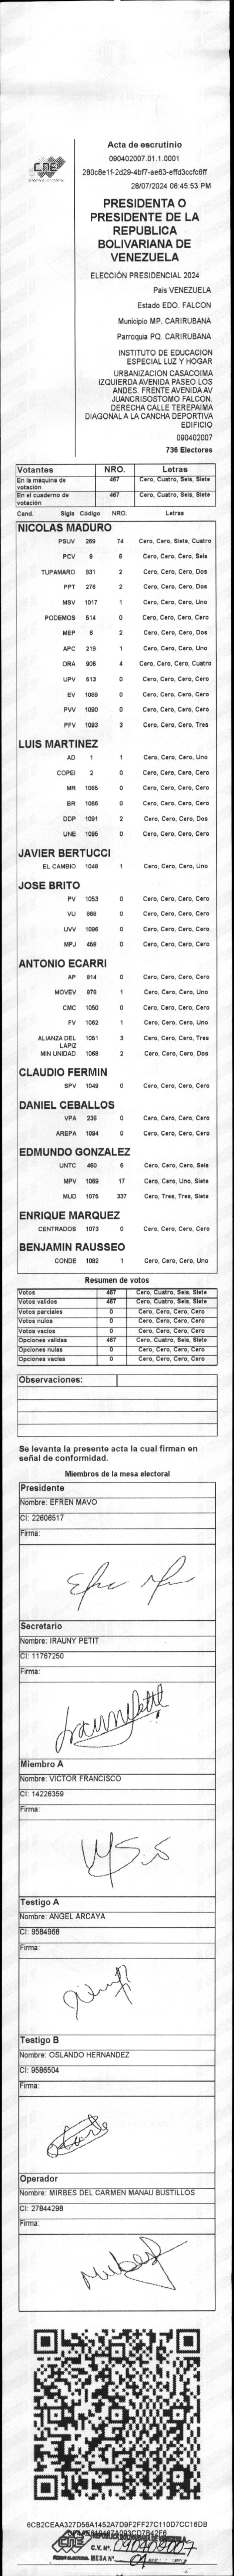 CNE
Acta de escrutinio
090402007.01.1.0001
280c8e1f-2d29-4bf7-ae63-effd3ccfc6ff
28/07/2024 06:45:53 PM
PRESIDENTA O
PRESIDENTE DE LA
REPUBLICA
BOLIVARIANA DE
VENEZUELA
ELECCIÓN PRESIDENCIAL 2024
País VENEZUELA
Estado EDO. FALCON
Municipio MP. CARIRUBANA
Parroquia PQ. CARIRUBANA
INSTITUTO DE EDUCACION
ESPECIAL LUZ Y HOGAR
URBANIZACION CASACOIMA
IZQUIERDA AVENIDA PASEO LOS
ANDES. FRENTE AVENIDA AV
JUANCRISOSTOMO FALCON.
DERECHA CALLE TEREPAIMA
DIAGONAL A LA CANCHA DEPORTIVA
EDIFICIO
090402007
736 Electores
Votantes NRO. Letras
En la máquina de votación 467 Cero, Cuatro, Seis, Siete
En el cuaderno de votación 467 Cero, Cuatro, Seis, Siete
Cand. Sigls Código NRO. Letras
NICOLAS MADURO
PSUV 269 74 Cero, Cero, Siete, Cuatro
PCV 9 6 Cero, Cero, Cero, Seis
TUPAMARO 931 2 Cero, Cero, Cero, Dos
PPT 276 2 Cero, Cero, Cero, Dos
MSV 1017 1 Cero, Cero, Cero, Uno
PODEMOS 514 0 Cero, Cero, Cero, Cero
MEP 6 2 Cero, Cero, Cero, Dos
APC 219 1 Cero, Cero, Cero, Uno
ORA 906 4 Cero, Cero, Cero, Cuatro
UPV 513 0 Cero, Cero, Cero, Cero
EV 1089 0 Cero, Cero, Cero, Cero
PVV 1090 0 Cero, Cero, Cero, Cero
PFV 1093 3 Cero, Cero, Cero, Tres
LUIS MARTINEZ
AD 1 1 Cero, Cero, Cero, Uno
COPEI 2 0 Cero, Cero, Cero, Cero
MR 1065 0 Cero, Cero, Cero, Cero
BR 1066 0 Cero, Cero, Cero, Cero
DDP 1091 2 Cero, Cero, Cero, Dos
UNE 1095 0 Cero, Cero, Cero, Cero
JAVIER BERTUCCI
EL CAMBIO 1046 1 Cero, Cero, Cero, Uno
JOSE BRITO
PV 1053 0 Cero, Cero, Cero, Cero
VU 868 0 Cero, Cero, Cero, Cero
UVV 1096 0 Cero, Cero, Cero, Cero
MPJ 458 0 Cero, Cero, Cero, Cero
ANTONIO ECARRI
AP 814 0 Cero, Cero, Cero, Cero
MOVEV 878 1 Cero, Cero, Cero, Uno
CMC 1050 0 Cero, Cero, Cero, Cero
FV 1062 1 Cero, Cero, Cero, Uno
ALIANZA DEL LAPIZ 1051 3 Cero, Cero, Cero, Tres
MIN UNIDAD 1068 2 Cero, Cero, Cero, Dos
CLAUDIO FERMIN
SPV 1049 0 Cero, Cero, Cero, Cero
DANIEL CEBALLOS
VPA 236 0 Cero, Cero, Cero, Cero
AREPA 1094 0 Cero, Cero, Cero, Cero
EDMUNDO GONZALEZ
UNTC 460 6 Cero, Cero, Cero, Seis
MPV 1069 17 Cero, Cero, Uno, Siete
MUD 1075 337 Cero, Tres, Tres, Siete
ENRIQUE MARQUEZ
CENTRADOS 1073 0 Cero, Cero, Cero, Cero
BENJAMIN RAUSSEO
CONDE 1082 1 Cero, Cero, Cero, Uno
Resumen de votos
Votos 467 Cero, Cuatro, Seis, Siete
Votos validos 467 Cero, Cuatro, Seis, Siete
Votos parciales 0 Cero, Cero, Cero, Cero
Votos nulos 0 Cero, Cero, Cero, Cero
Votos vacios 0 Cero, Cero, Cero, Cero
Opciones validas 467 Cero, Cuatro, Seis, Siete
Opciones nulas 0 Cero, Cero, Cero, Cero
Opciones vacias 0 Cero, Cero, Cero, Cero
Observaciones:
Se levanta la presente acta la cual firman en
señal de conformidad.
Miembros de la mesa electoral
Presidente
Nombre: EFREN MAVO
CI: 22606517
Firma:
Secretario
Nombre: IRAUNY PETIT
CI: 11767250
Firma:
Miembro A
Nombre: VICTOR FRANCISCO
CI: 14226359
Firma:
Testigo A
Nombre: ANGEL ARCAYA
CI: 9584968
Firma:
Testigo B
Nombre: OSLANDO HERNANDEZ
CI: 9586504
Firma:
Operador
Nombre: MIRBES DEL CARMEN MANAU BUSTILLOS
CI: 27844298
Firma:
6CB2CEAA327D56A1452A7D9F2FF27C110D7CC16DB
CNE
C.V. Nº. 090402007
MESA Nº 01